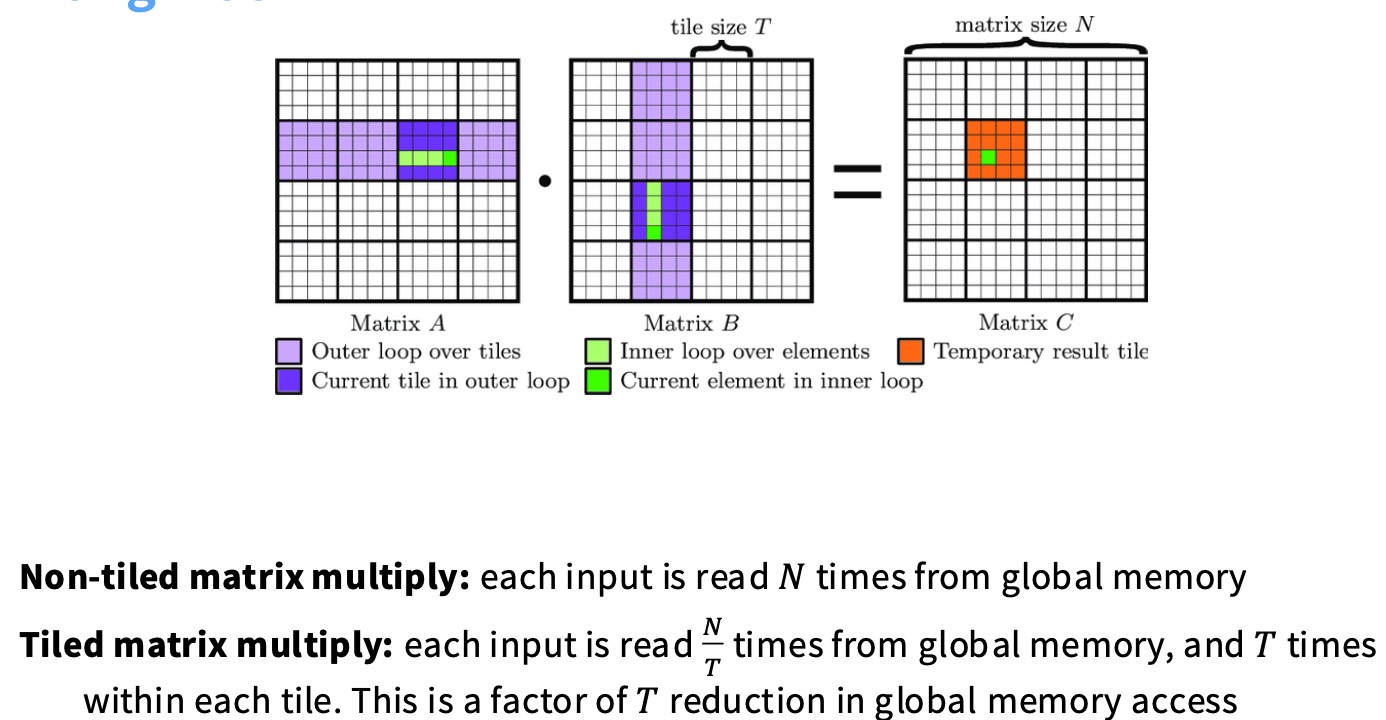 tile size T
matrix size N
Matrix A
Matrix B
Matrix C
Outer loop over tiles
Inner loop over elements
Temporary result tile
Current tile in outer loop
Current element in inner loop
Non-tiled matrix multiply: each input is read N times from global memory
Tiled matrix multiply: each input is read N/T times from global memory, and T times
within each tile. This is a factor of T reduction in global memory access